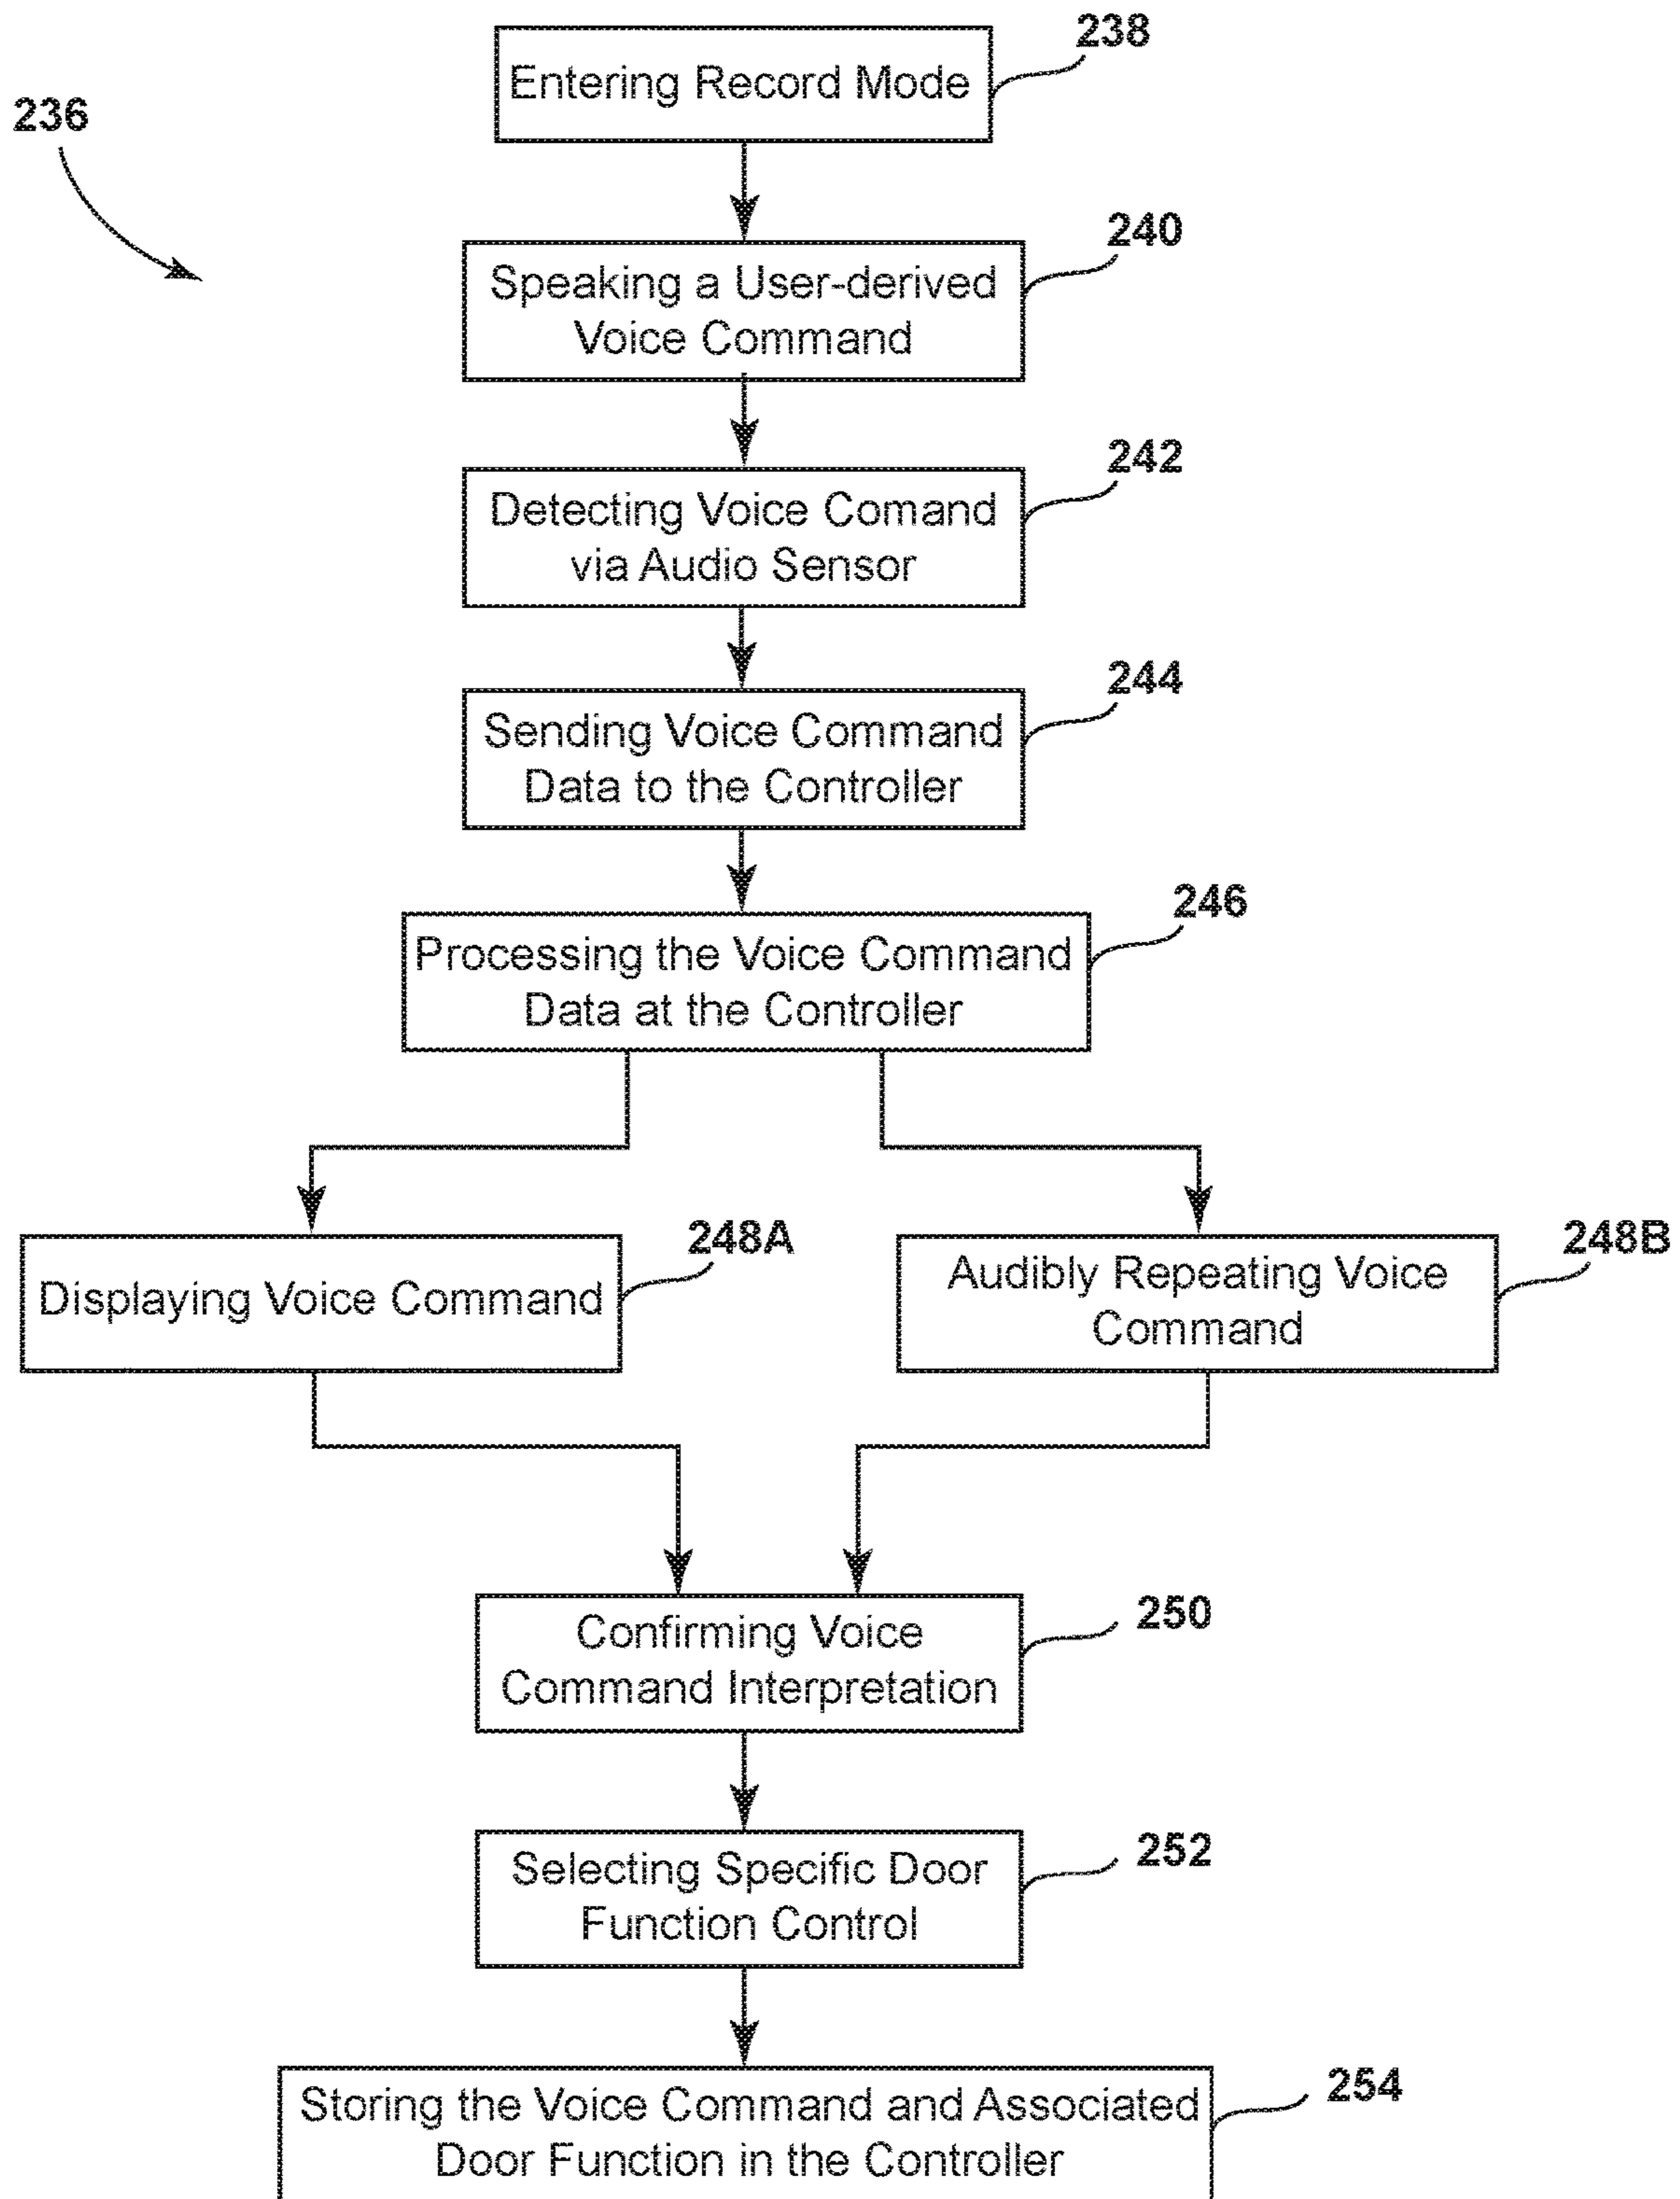 238
Entering Record Mode
236
240
Speaking a User-derived
Voice Command
242
Detecting Voice Comand
via Audio Sensor
244
Sending Voice Command
Data to the Controller
246
Processing the Voice Command
Data at the Controller
248A
Displaying Voice Command
248B
Audibly Repeating Voice
Command
250
Confirming Voice
Command Interpretation
252
Selecting Specific Door
Function Control
254
Storing the Voice Command and Associated
Door Function in the Controller